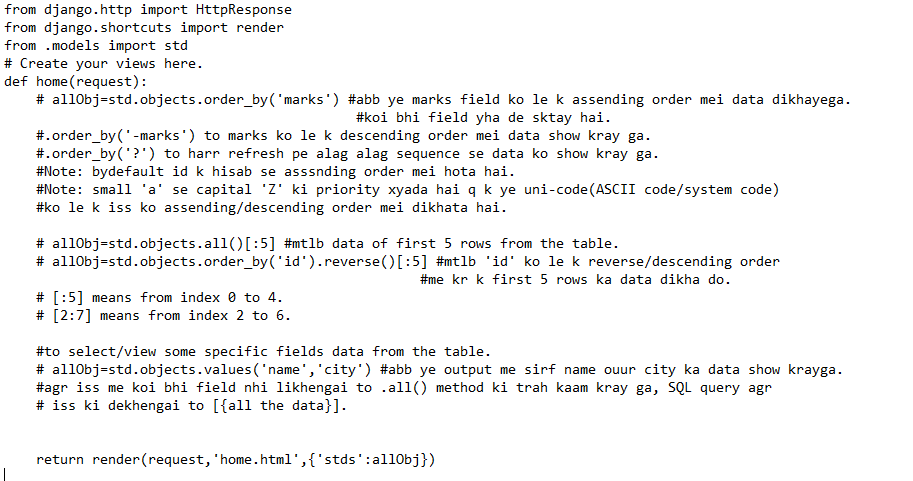 from django.http import HttpResponse
from django.shortcuts import render
from .models import std
# Create your views here.
def home(request):
    # allObj=std.objects.order_by('marks') #abb ye marks field ko le k assending order mei data dikhayega.
                                            #koi bhi field yha de sktay hai.
    #.order_by('-marks') to marks ko le k descending order mei data show kray ga.
    #.order_by('?') to harr refresh pe alag alag sequence se data ko show kray ga.
    #Note: bydefault id k hisab se asssnding order mei hota hai.
    #Note: small 'a' se capital 'Z' ki priority xyada hai q k ye uni-code(ASCII code/system code)
    #ko le k iss ko assending/descending order mei dikhata hai.

    # allObj=std.objects.all()[:5] #mtlb data of first 5 rows from the table.
    # allObj=std.objects.order_by('id').reverse()[:5] #mtlb 'id' ko le k reverse/descending order
                                                    #me kr k first 5 rows ka data dikha do.
    # [:5] means from index 0 to 4.
    # [2:7] means from index 2 to 6.

    #to select/view some specific fields data from the table.
    # allObj=std.objects.values('name','city') #abb ye output me sirf name ouur city ka data show krayga.
    #agr iss me koi bhi field nhi likhengai to .all() method ki trah kaam kray ga, SQL query agr
    # iss ki dekhengai to [{all the data}].


    return render(request,'home.html',{'stds':allObj})